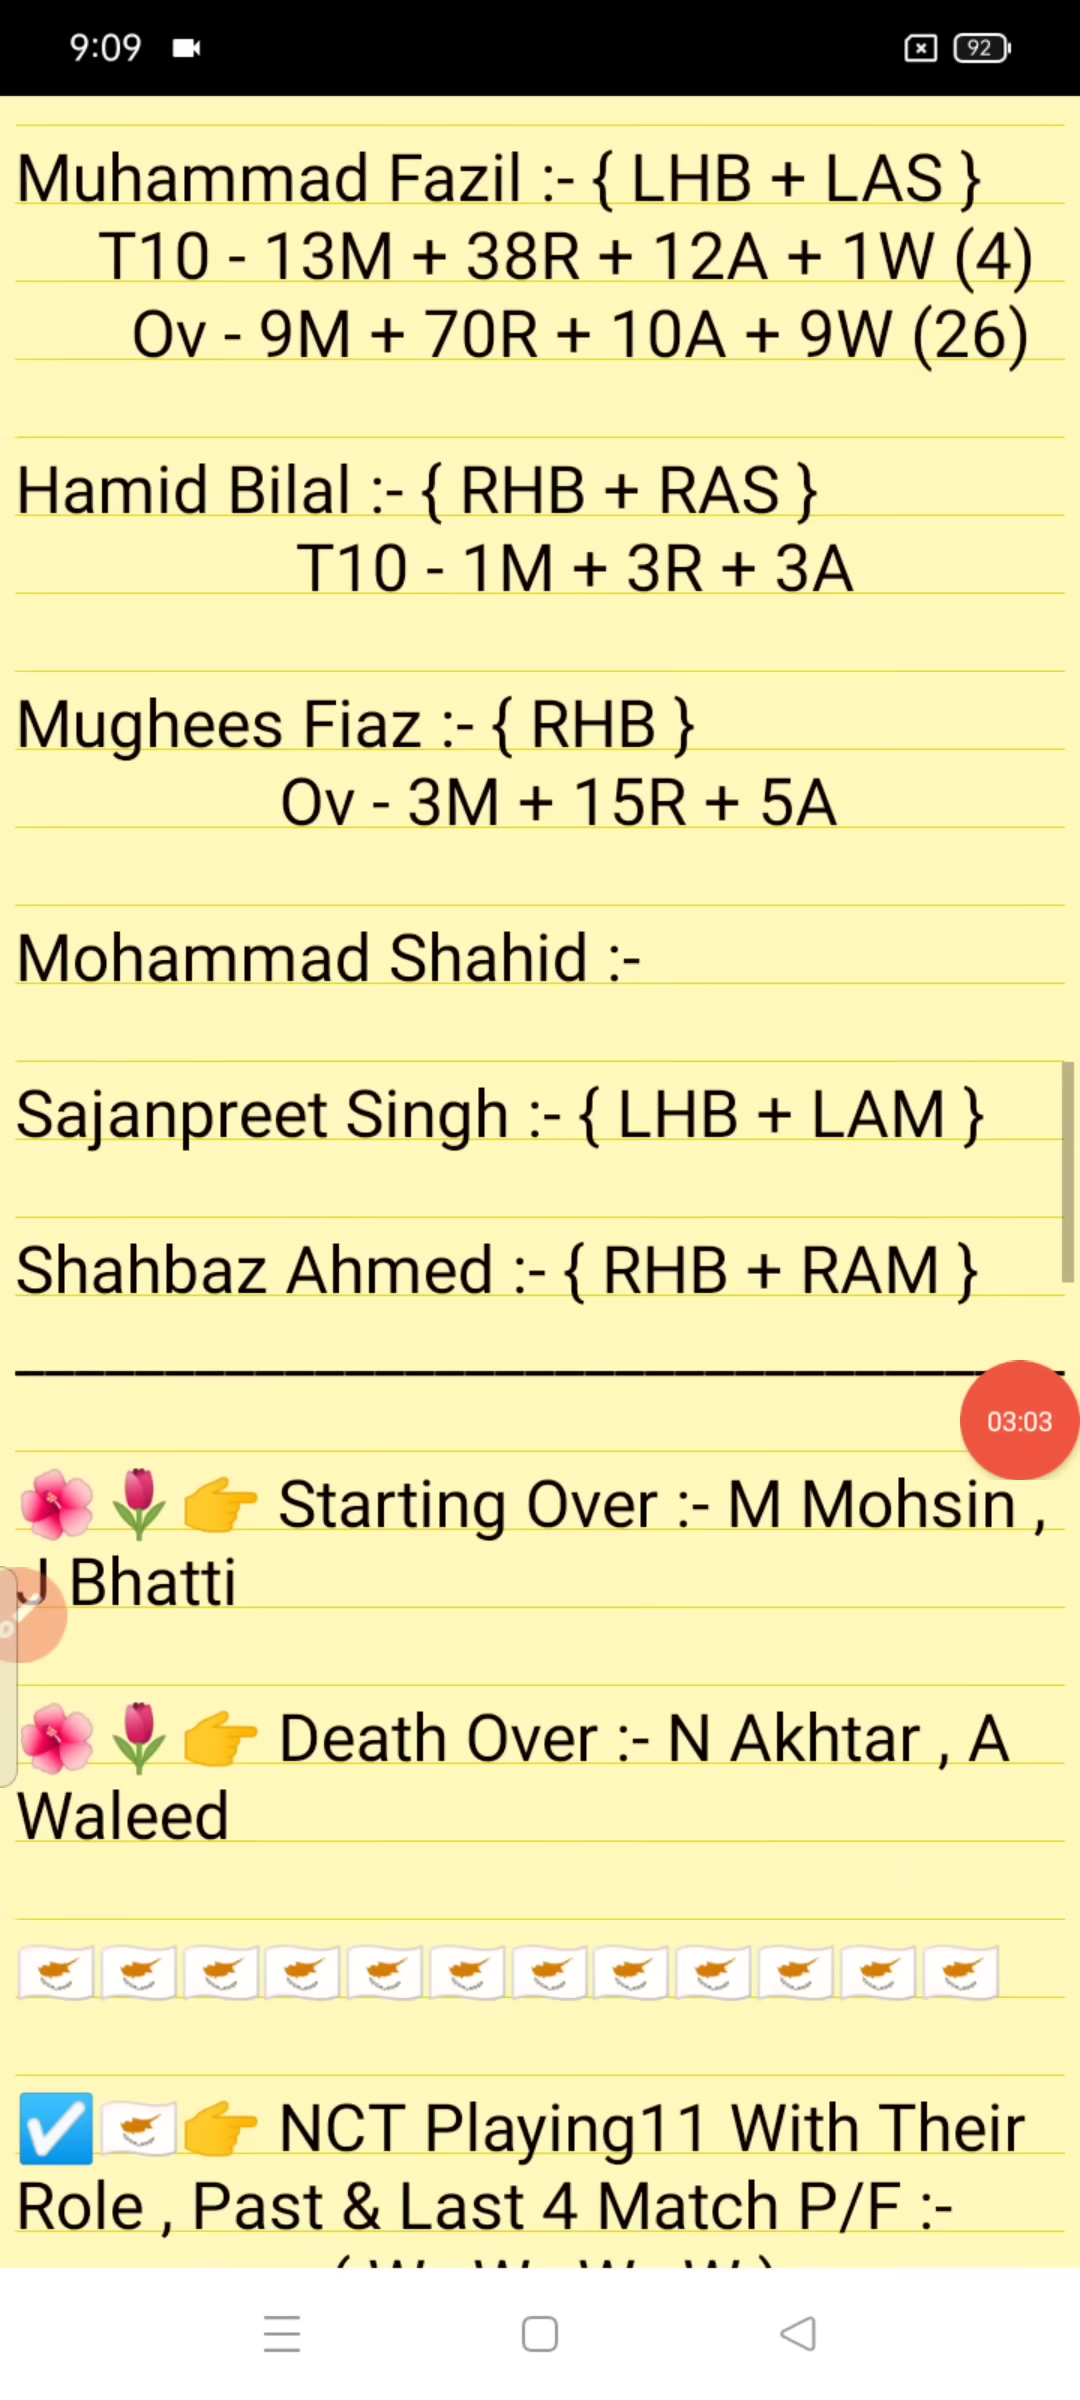 9:09
92
Muhammad Fazil :- { LHB + LAS }
T10 - 13M + 38R + 12A + 1W (4)
Ov - 9M + 70R + 10A + 9W (26)
Hamid Bilal :- { RHB + RAS }
T10 - 1M + 3R + 3A
Mughees Fiaz :- { RHB }
Ov - 3M + 15R + 5A
Mohammad Shahid :-
Sajanpreet Singh :- { LHB + LAM }
Shahbaz Ahmed :- { RHB + RAM }
03:03
🌺🌷👉 Starting Over :- M Mohsin ,
J Bhatti
🌺🌷👉 Death Over :- N Akhtar , A
Waleed
🇨🇾🇨🇾🇨🇾🇨🇾🇨🇾🇨🇾🇨🇾🇨🇾🇨🇾🇨🇾🇨🇾🇨🇾
☑️🇨🇾👉 NCT Playing11 With Their
Role , Past & Last 4 Match P/F :-